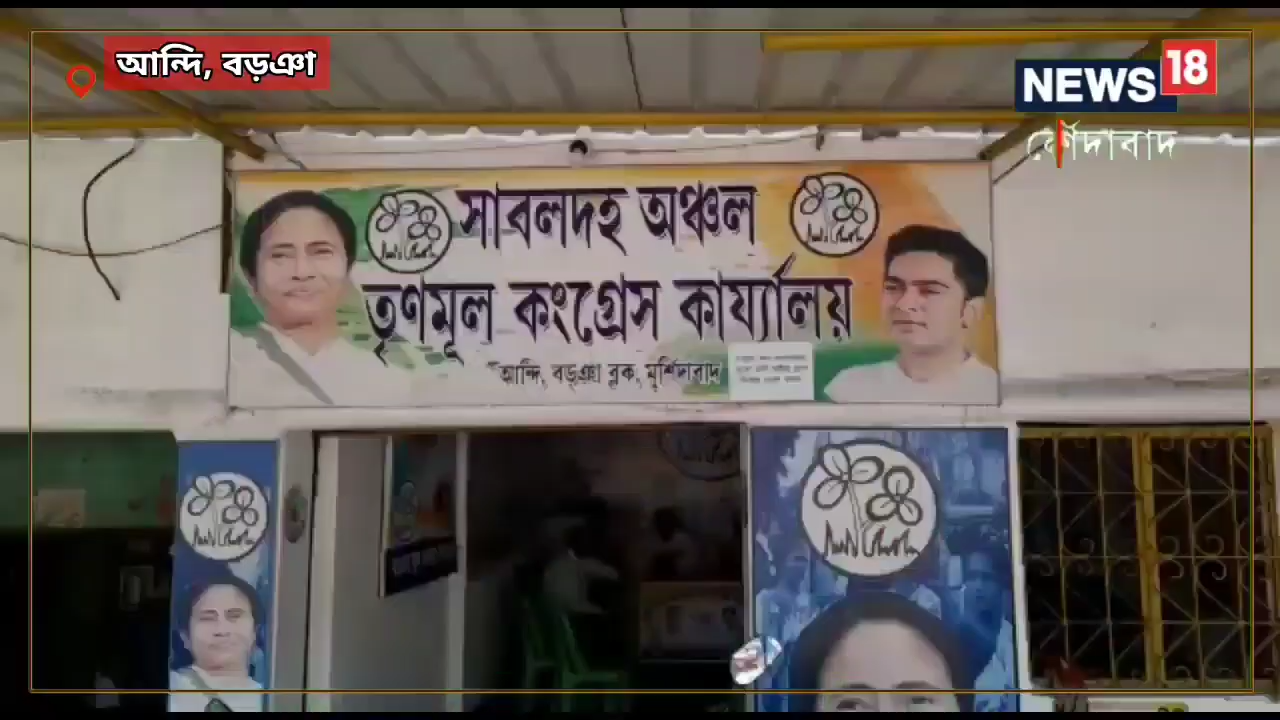 আন্দি, বড়ঞা
NEWS 18
সাবলদহ অঞ্চল
তৃণমূল কংগ্রেস কার্য্যালয়
আন্দি, বড়ঞা ব্লক, মুর্শিদাবাদ